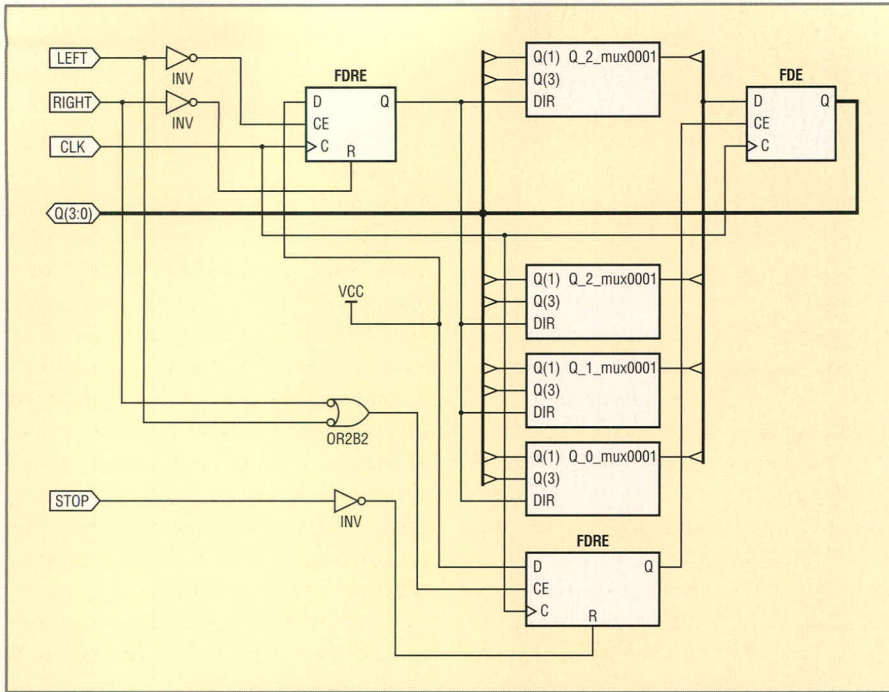 LEFT
INV
RIGHT
INV
CLK
Q(3:0)
FDRE
D
Q
CE
C
R
Q(1) Q_2_mux0001
Q(3)
DIR
FDE
D
Q
CE
C
VCC
Q(1) Q_2_mux0001
Q(3)
DIR
Q(1) Q_1_mux0001
Q(3)
DIR
OR2B2
Q(1) Q_0_mux0001
Q(3)
DIR
STOP
INV
FDRE
D
Q
CE
C
R